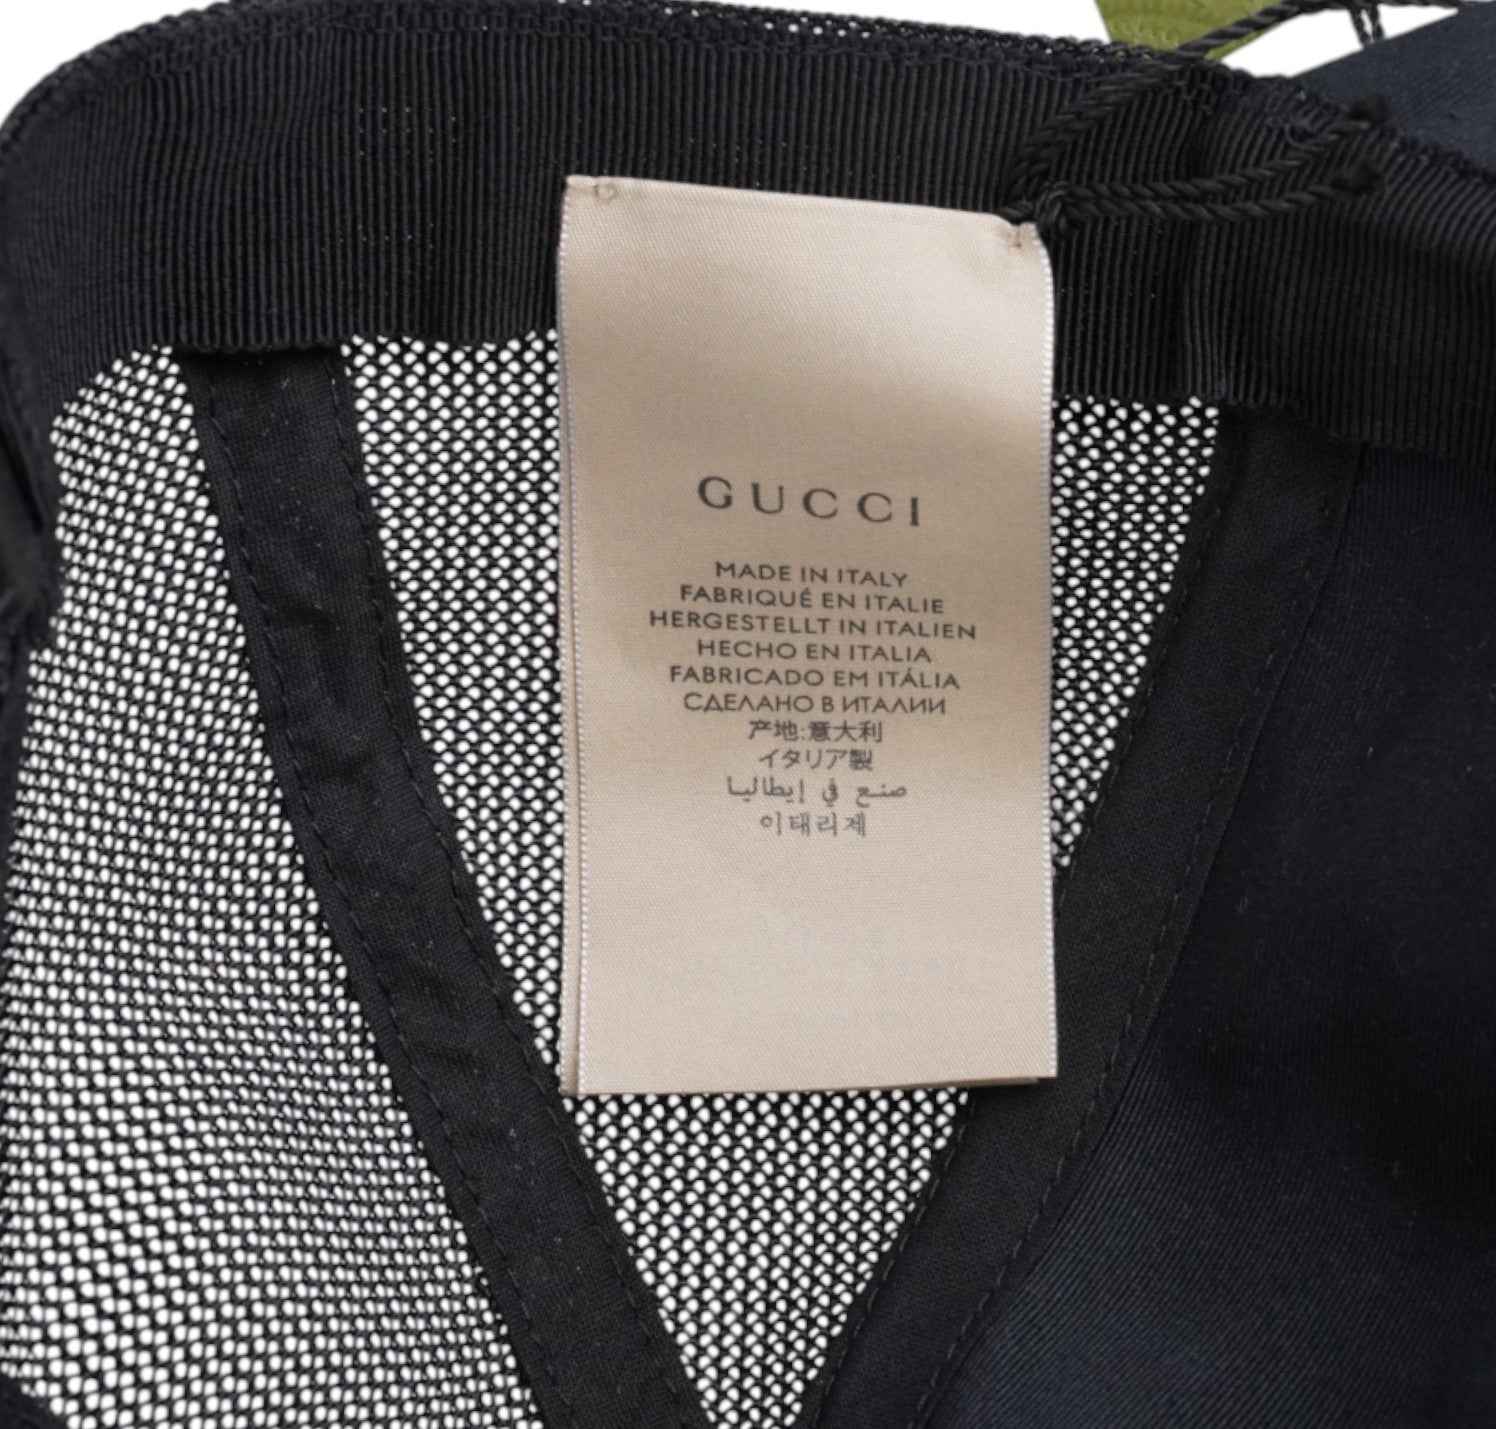 GUCCI
MADE IN ITALY
FABRIQUÉ EN ITALIE
HERGESTELLT IN ITALIEN
HECHO EN ITALIA
FABRICADO EM ITÁLIA
СДЕЛАНО В ИТАЛИИ
产地:意大利
イタリア製
صنع في إيطاليا
이태리제